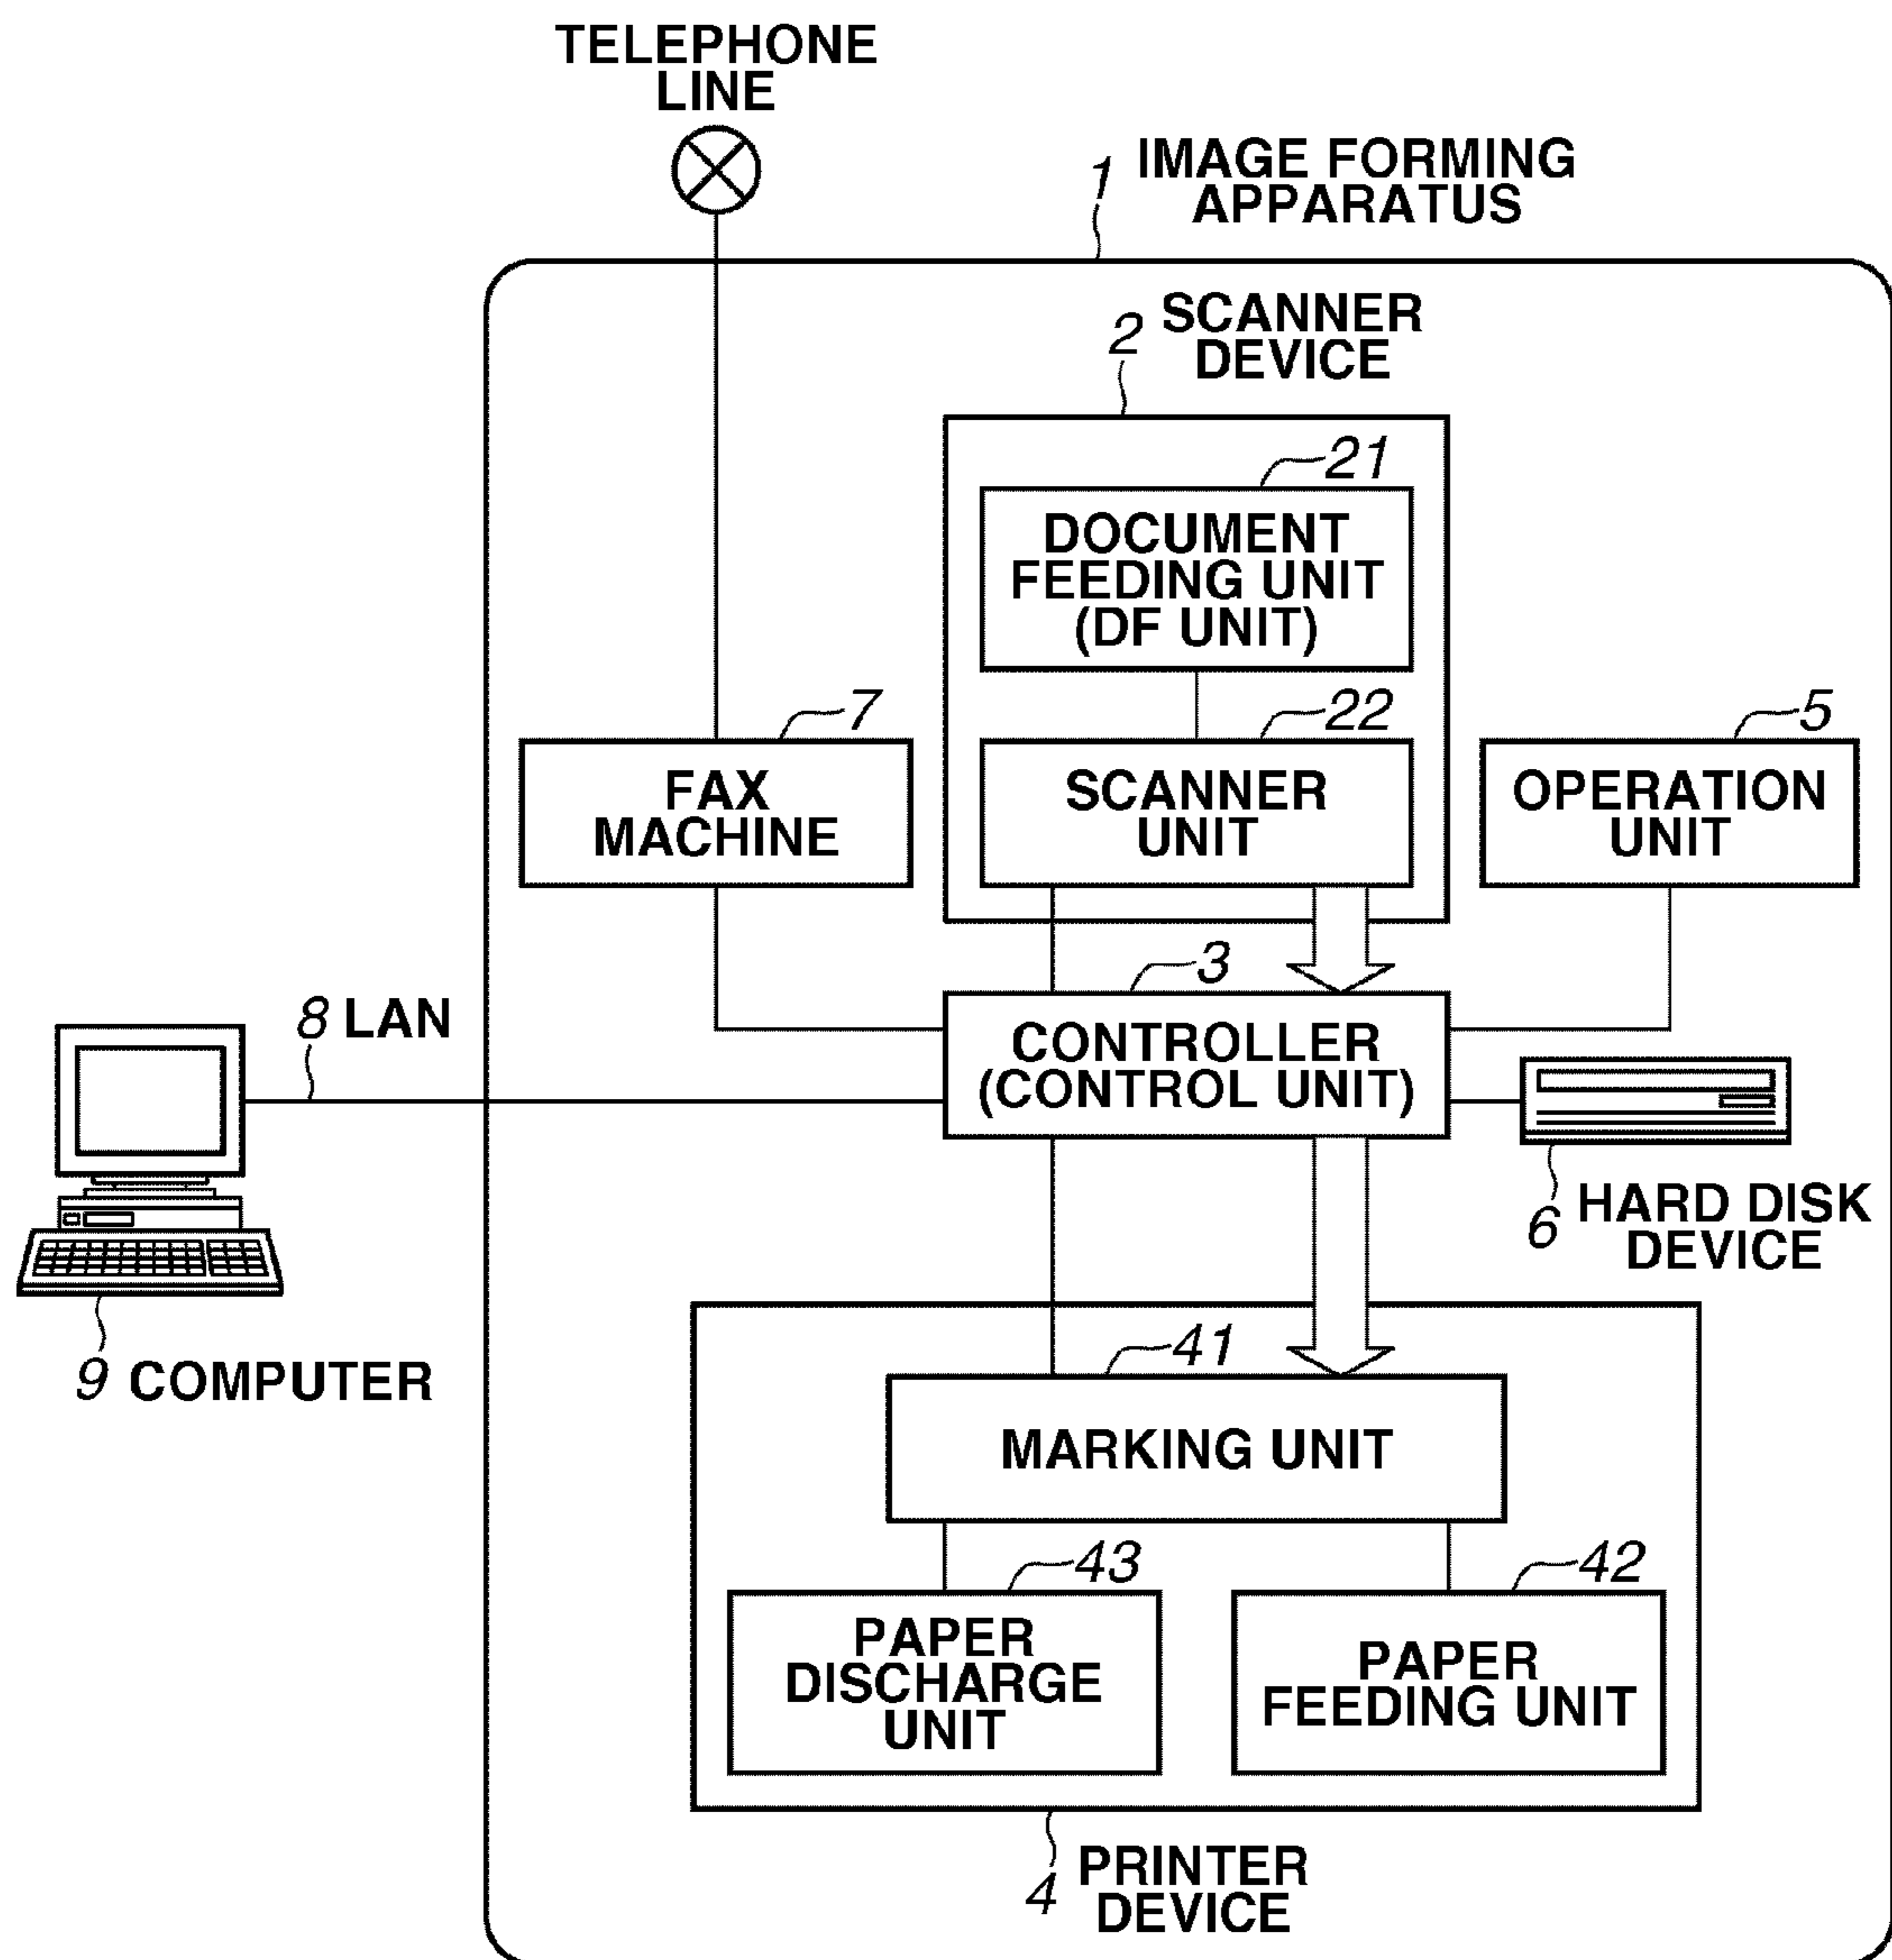 TELEPHONE
LINE
1 IMAGE FORMING
APPARATUS
2 SCANNER
DEVICE
21
DOCUMENT
FEEDING UNIT
(DF UNIT)
7
FAX
MACHINE
22
SCANNER
UNIT
5
OPERATION
UNIT
8 LAN
3
CONTROLLER
(CONTROL UNIT)
6 HARD DISK
DEVICE
9 COMPUTER
41
MARKING UNIT
43
PAPER
DISCHARGE
UNIT
42
PAPER
FEEDING UNIT
4 PRINTER
DEVICE